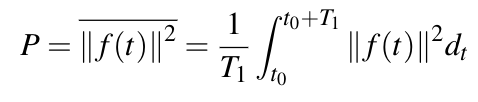 P = \overline{\|f(t)\|^2} = \frac{1}{T_1} \int_{t_0}^{t_0+T_1} \|f(t)\|^2 d_t